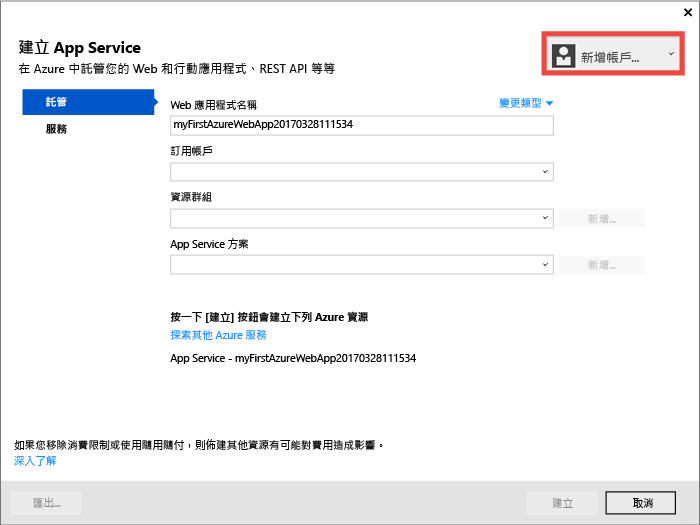 建立 App Service
在 Azure 中託管您的 Web 和行動應用程式、REST API 等等
新增帳戶...
託管
服務
Web 應用程式名稱
變更類型
myFirstAzureWebApp20170328111534
訂用帳戶
資源群組
新增...
App Service 方案
新增...
按一下 [建立] 按鈕會建立下列 Azure 資源
探索其他 Azure 服務
App Service - myFirstAzureWebApp20170328111534
如果您移除消費限制或使用隨用隨付，則佈建其他資源有可能對費用造成影響。
深入了解
匯出...
建立
取消